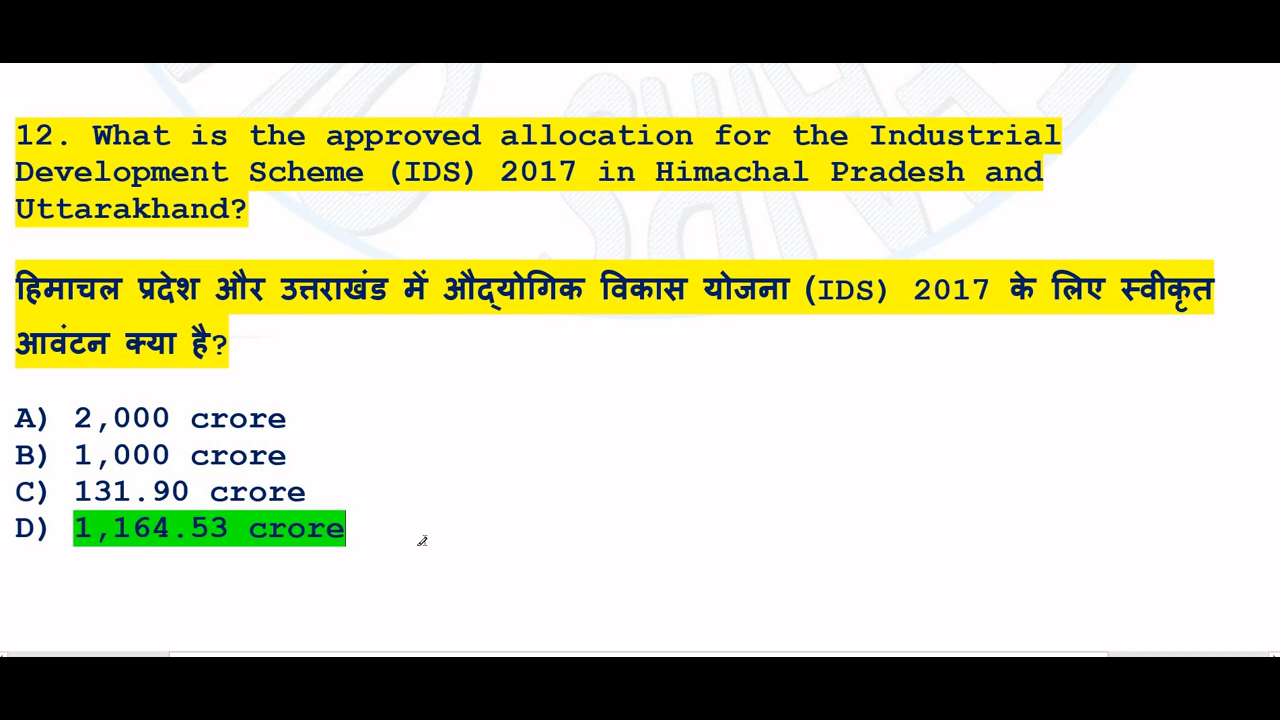 12. What is the approved allocation for the Industrial
Development Scheme (IDS) 2017 in Himachal Pradesh and
Uttarakhand?
हिमाचल प्रदेश और उत्तराखंड में औद्योगिक विकास योजना (IDS) 2017 के लिए स्वीकृत
आवंटन क्या है?
A) 2,000 crore
B) 1,000 crore
C) 131.90 crore
D) 1,164.53 crore